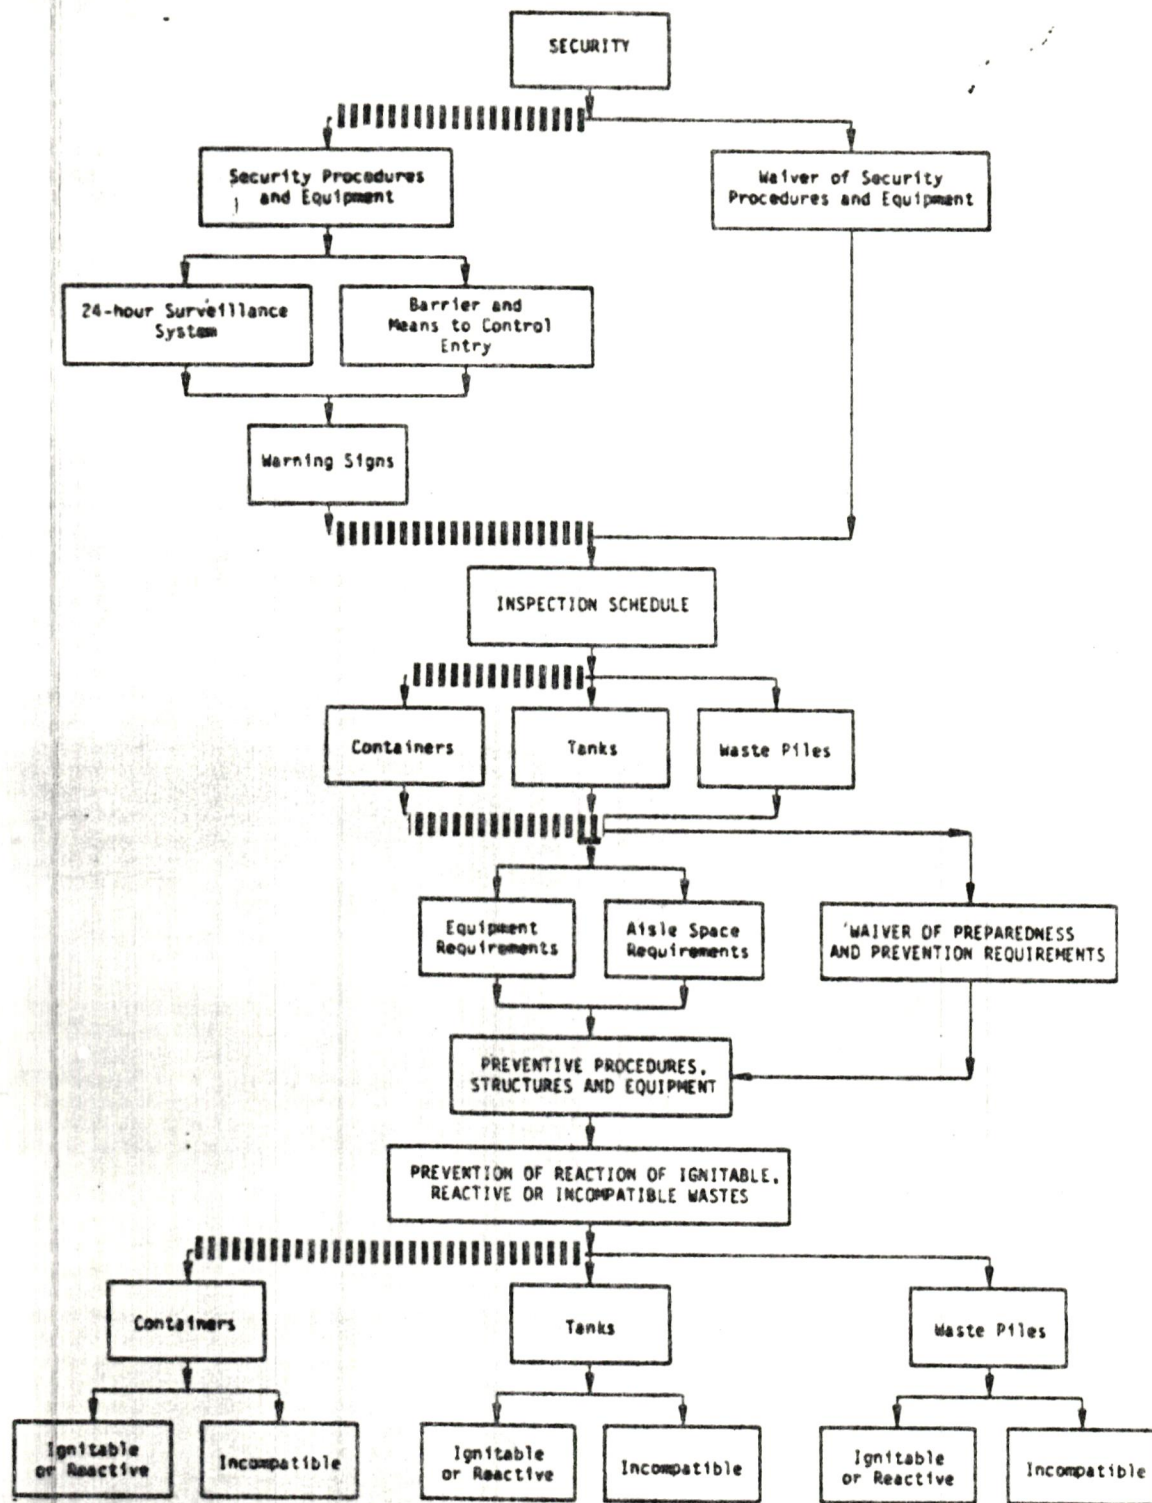 SECURITY
Security Procedures
and Equipment
Waiver of Security
Procedures and Equipment
24-hour Surveillance
System
Barrier and
Means to Control
Entry
Warning Signs
INSPECTION SCHEDULE
Containers
Tanks
Waste Piles
Equipment
Requirements
Aisle Space
Requirements
WAIVER OF PREPAREDNESS
AND PREVENTION REQUIREMENTS
PREVENTIVE PROCEDURES,
STRUCTURES AND EQUIPMENT
PREVENTION OF REACTION OF IGNITABLE,
REACTIVE OR INCOMPATIBLE WASTES
Containers
Tanks
Waste Piles
Ignitable
or Reactive
Incompatible
Ignitable
or Reactive
Incompatible
Ignitable
or Reactive
Incompatible